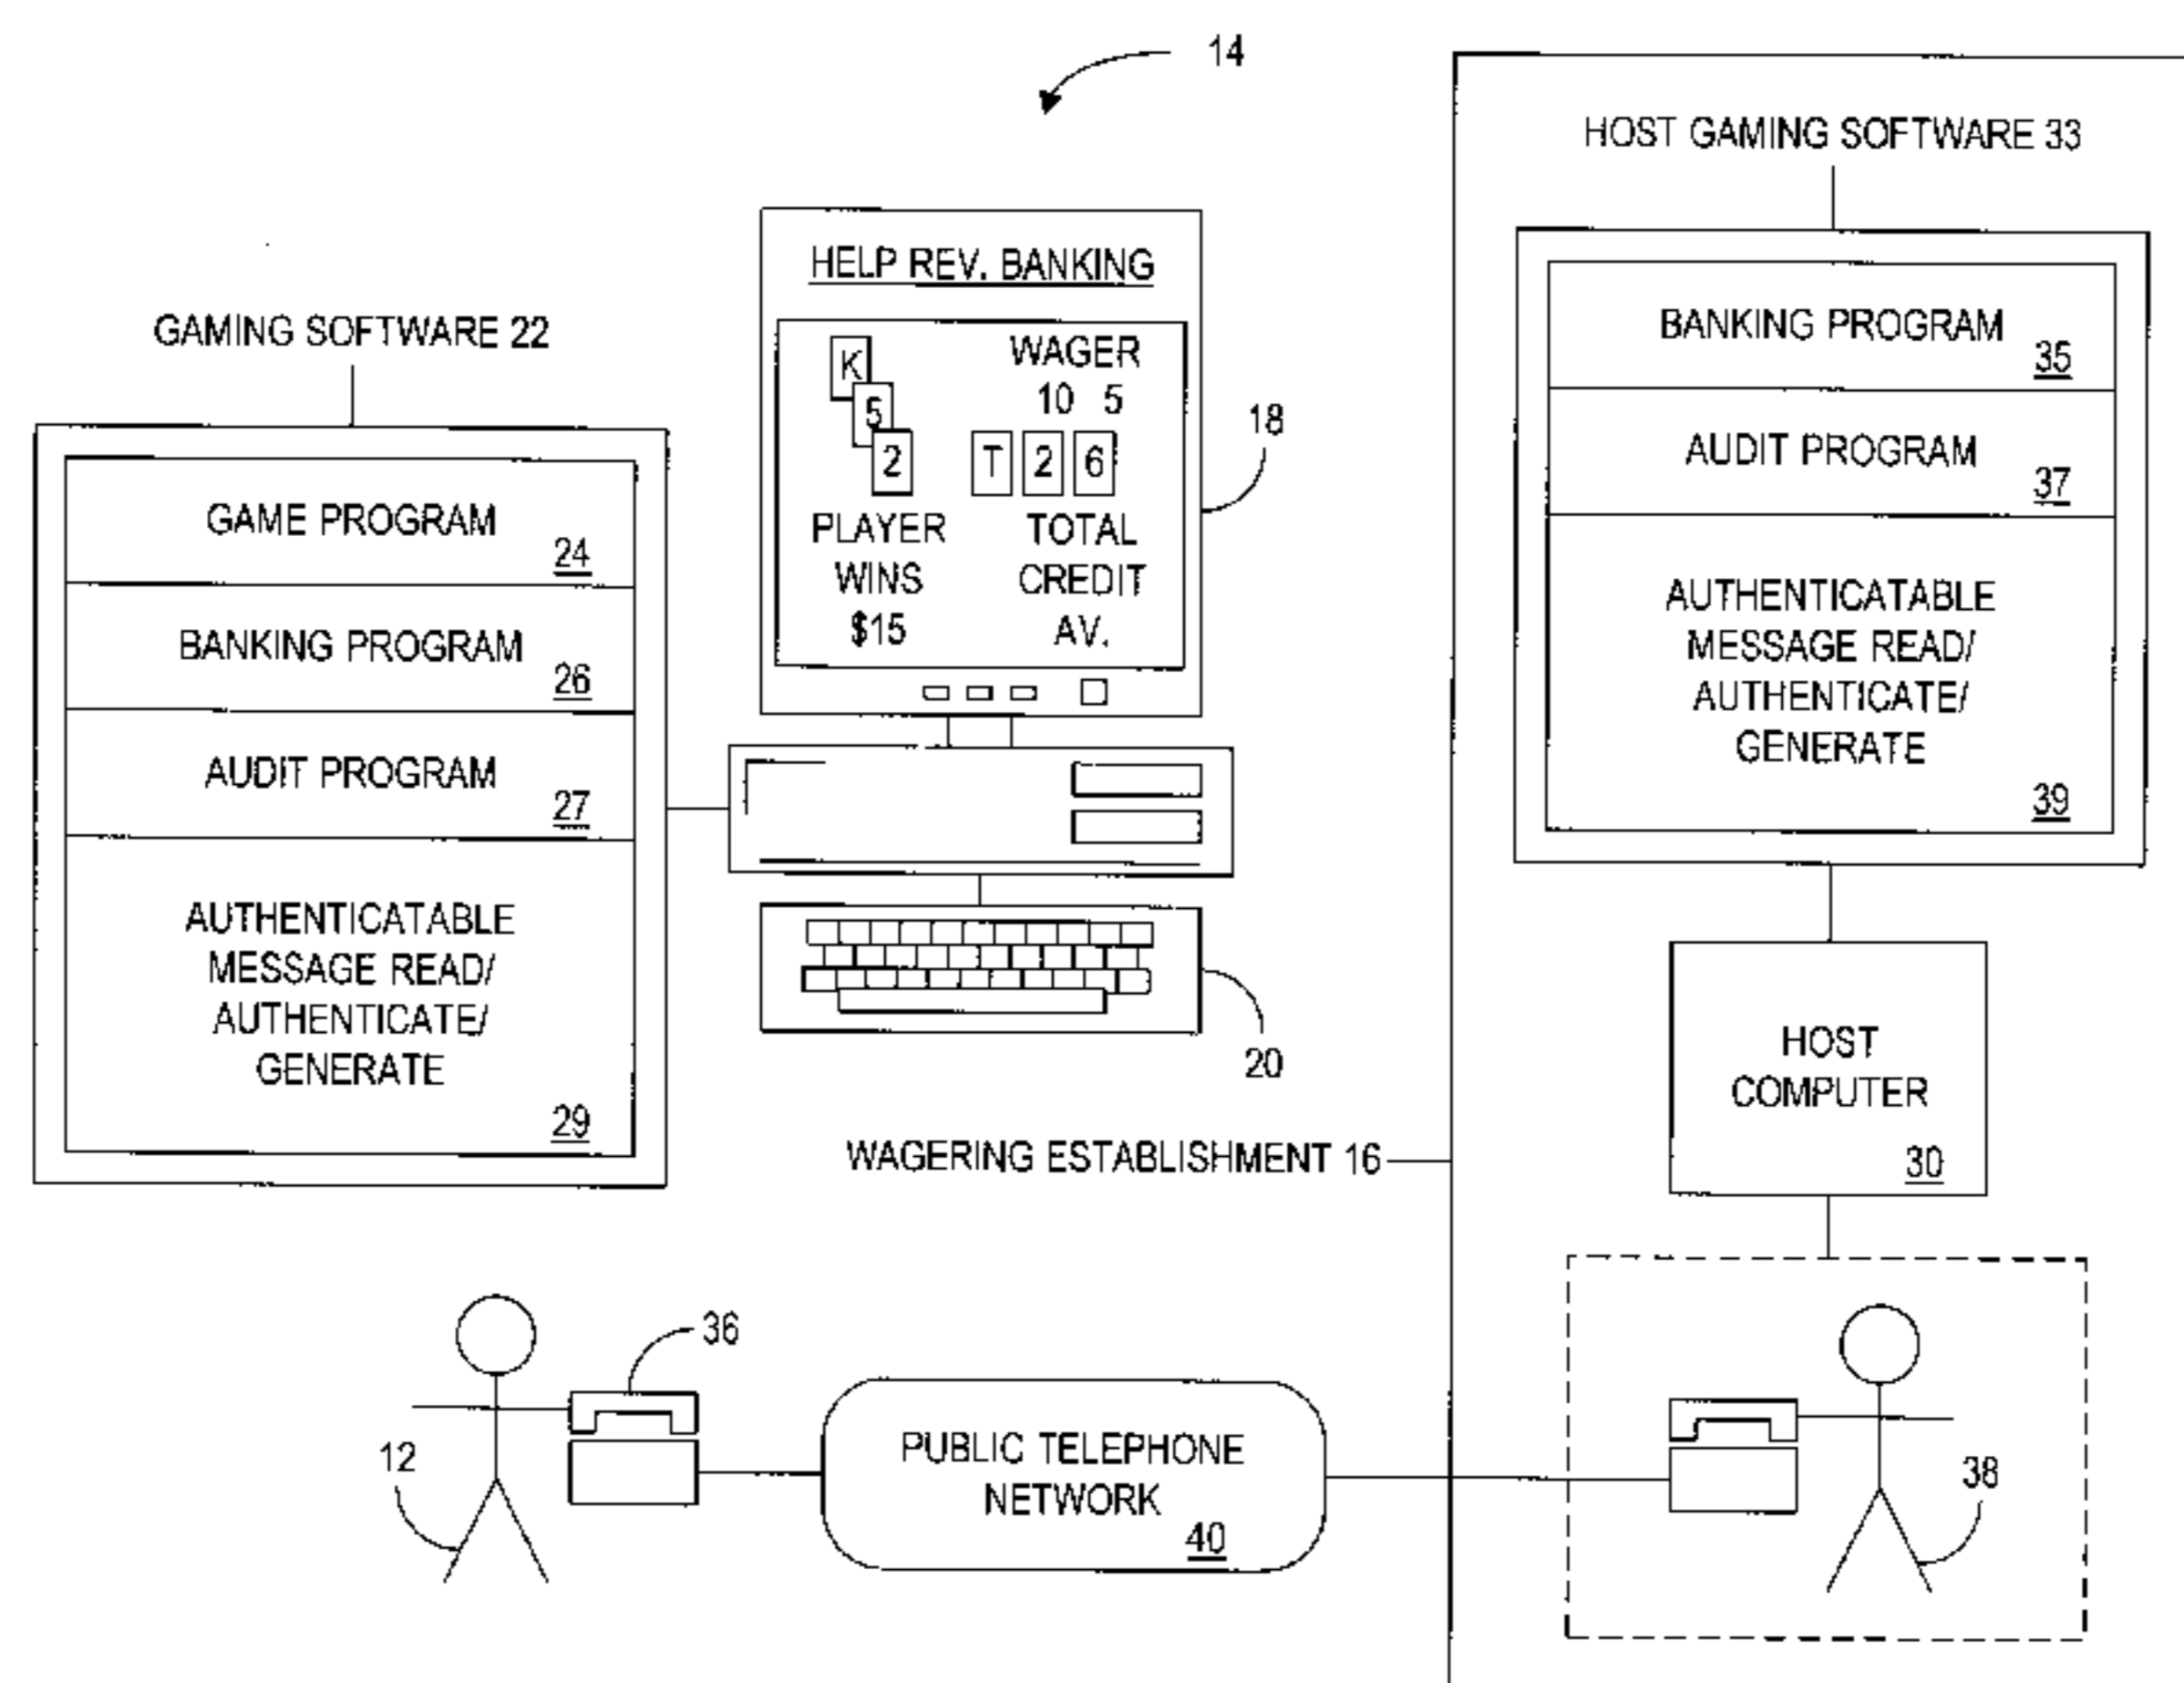 14
HOST GAMING SOFTWARE 33
HELP REV. BANKING
GAMING SOFTWARE 22
K
5
2
WAGER
10 5
T 2 6
PLAYER
WINS
$15
TOTAL
CREDIT
AV.
18
GAME PROGRAM
24
BANKING PROGRAM
26
AUDIT PROGRAM
27
AUTHENTICATABLE
MESSAGE READ/
AUTHENTICATE/
GENERATE
29
20
BANKING PROGRAM
35
AUDIT PROGRAM
37
AUTHENTICATABLE
MESSAGE READ/
AUTHENTICATE/
GENERATE
39
HOST
COMPUTER
30
WAGERING ESTABLISHMENT 16
36
12
PUBLIC TELEPHONE
NETWORK
40
38